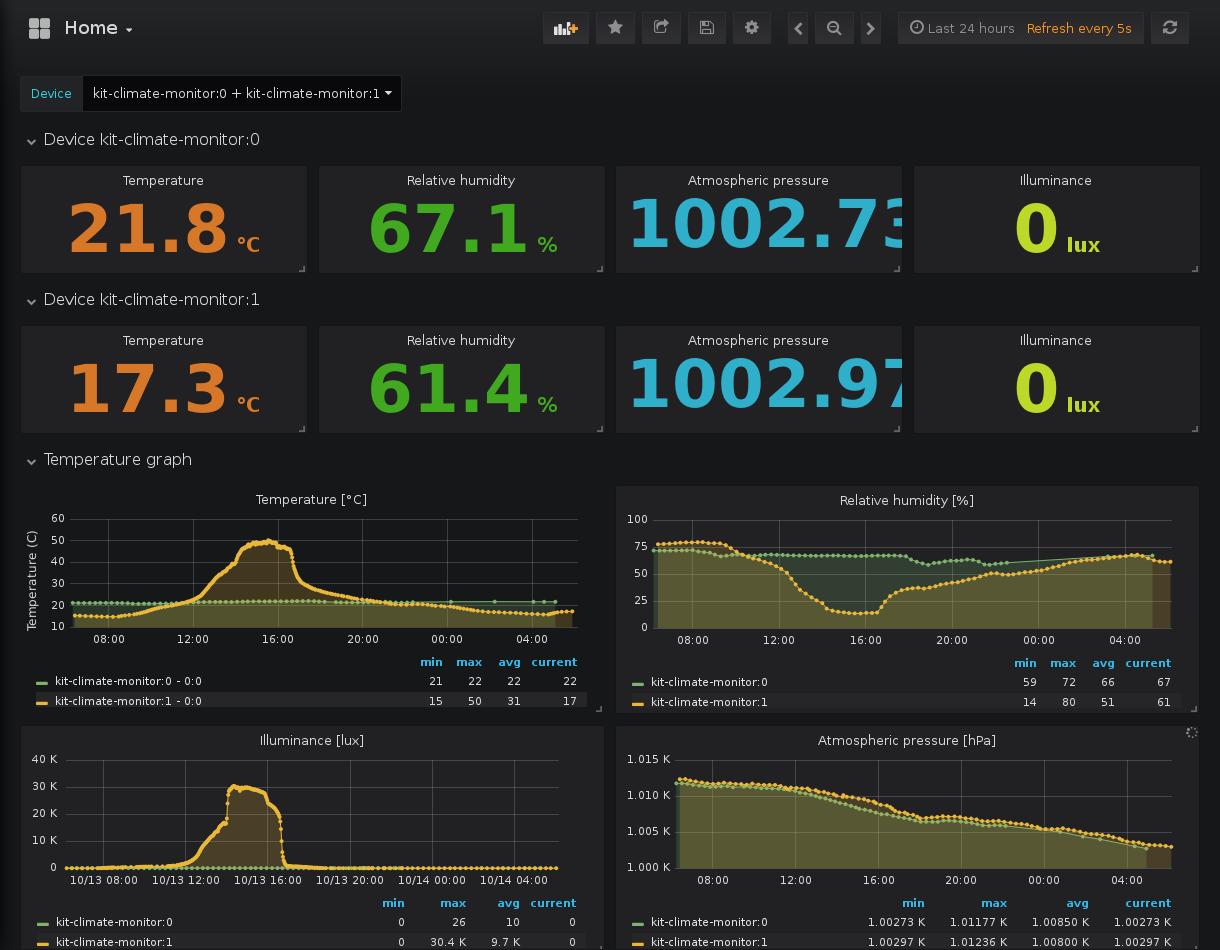 Home
Last 24 hours Refresh every 5s
Device kit-climate-monitor:0 + kit-climate-monitor:1
Device kit-climate-monitor:0
Temperature Relative humidity Atmospheric pressure Illuminance
21.8 °C 67.1 % 1002.73 0 lux
Device kit-climate-monitor:1
Temperature Relative humidity Atmospheric pressure Illuminance
17.3 °C 61.4 % 1002.97 0 lux
Temperature graph
Temperature [°C]
Temperature (C)
60
50
40
30
20
10
08:00 12:00 16:00 20:00 00:00 04:00
min max avg current
kit-climate-monitor:0 - 0:0 21 22 22 22
kit-climate-monitor:1 - 0:0 15 50 31 17
Relative humidity [%]
100
75
50
25
0
08:00 12:00 16:00 20:00 00:00 04:00
min max avg current
kit-climate-monitor:0 59 72 66 67
kit-climate-monitor:1 14 80 51 61
Illuminance [lux]
40 K
30 K
20 K
10 K
0
10/13 08:00 10/13 12:00 10/13 16:00 10/13 20:00 10/14 00:00 10/14 04:00
min max avg current
kit-climate-monitor:0 0 26 10 0
kit-climate-monitor:1 0 30.4 K 9.7 K 0
Atmospheric pressure [hPa]
1.015 K
1.010 K
1.005 K
1.000 K
08:00 12:00 16:00 20:00 00:00 04:00
min max avg current
kit-climate-monitor:0 1.00273 K 1.01177 K 1.00850 K 1.00273 K
kit-climate-monitor:1 1.00297 K 1.01236 K 1.00800 K 1.00297 K